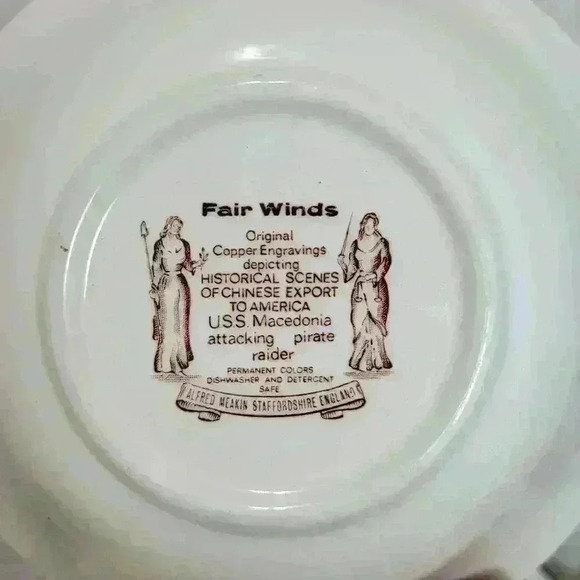 Fair Winds
Original
Copper Engravings
depicting
HISTORICAL SCENES
OF CHINESE EXPORT
TO AMERICA
U.S.S. Macedonia
attacking pirate
raider
PERMANENT COLORS
DISHWASHER AND DETERGENT
SAFE
ALFRED MEAKIN STAFFORDSHIRE ENGLAND